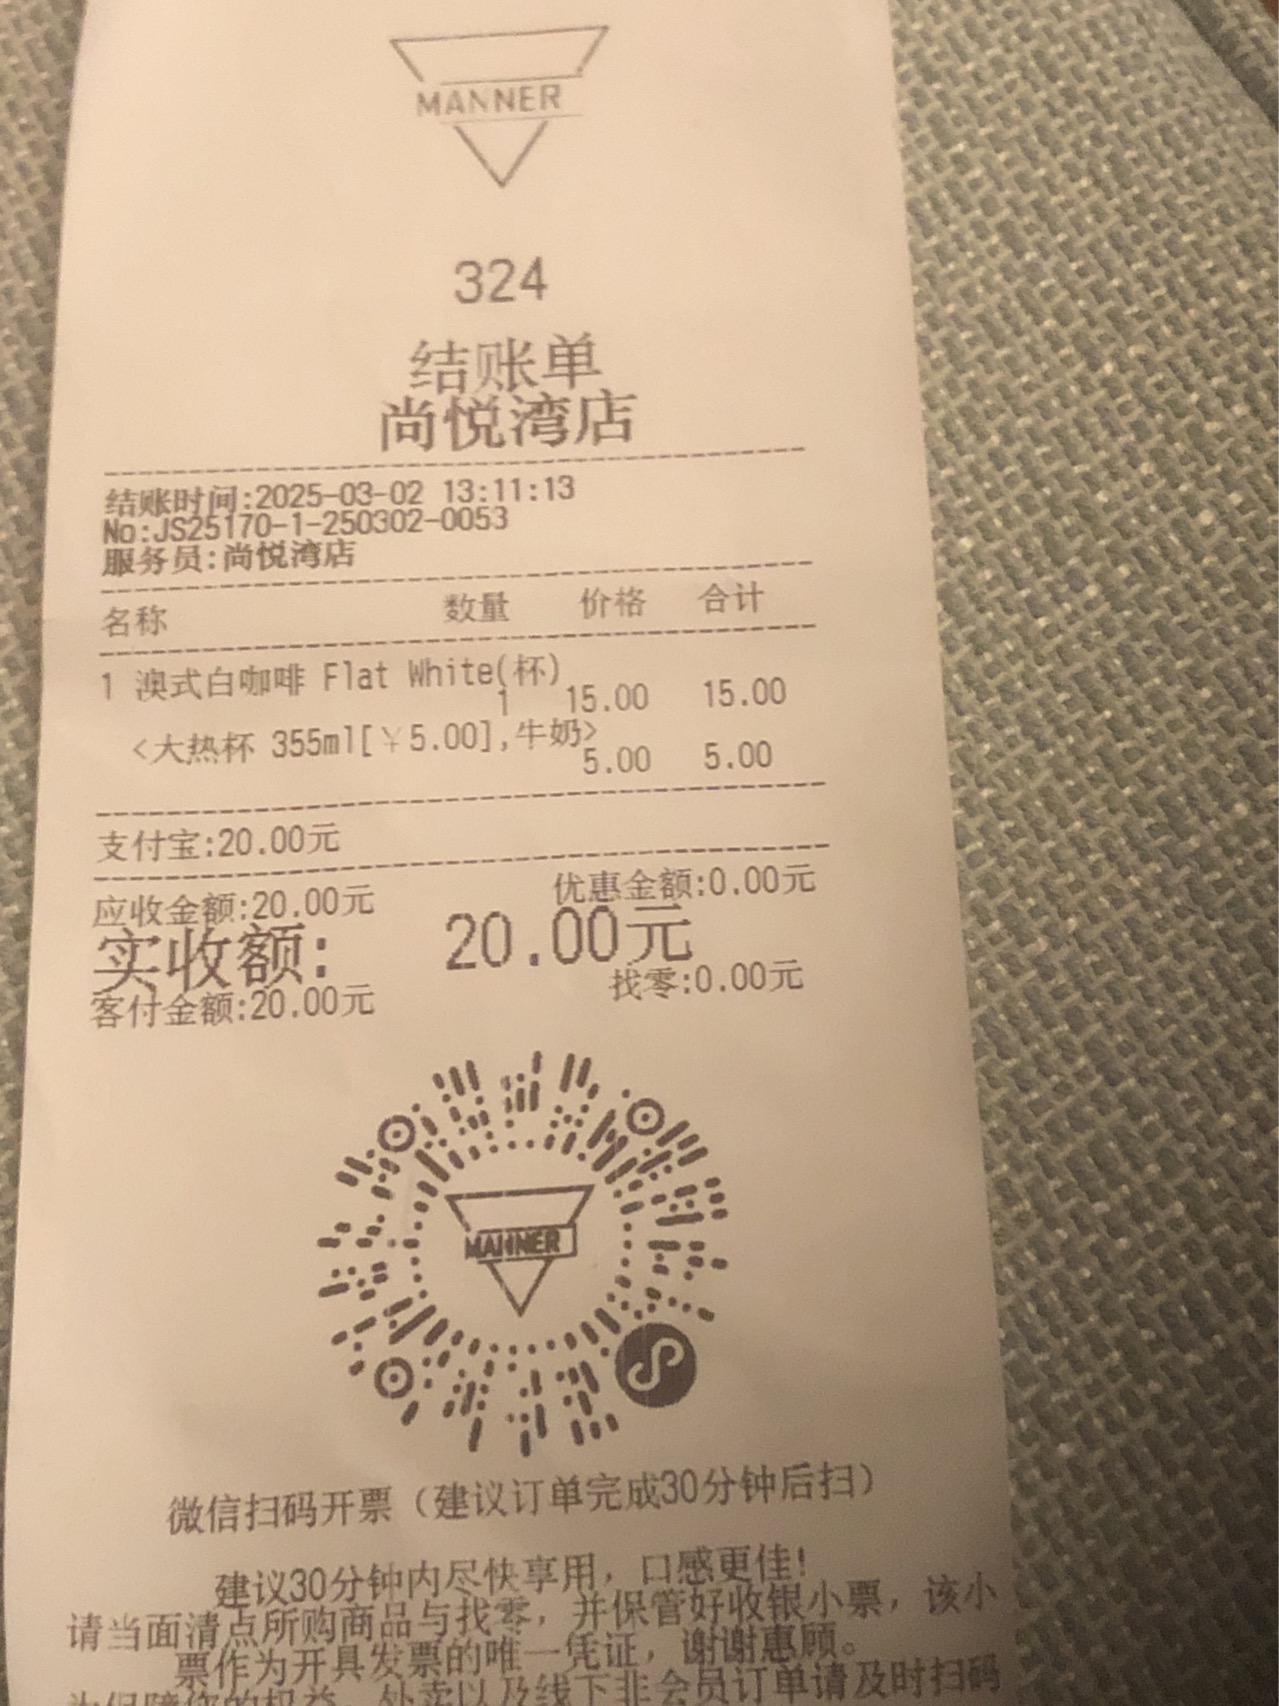 MANNER
324
结账单
尚悦湾店
结账时间:2025-03-02 13:11:13
No:JS25170-1-250302-0053
服务员:尚悦湾店
名称 数量 价格 合计
1 澳式白咖啡 Flat White(杯)
1 15.00 15.00
<大热杯 355ml[￥5.00],牛奶>
5.00 5.00
支付宝:20.00元
应收金额:20.00元 优惠金额:0.00元
实收额: 20.00元
客付金额:20.00元 找零:0.00元
MANNER
微信扫码开票（建议订单完成30分钟后扫）
建议30分钟内尽快享用，口感更佳！
请当面清点所购商品与找零，并保管好收银小票，该小
票作为开具发票的唯一凭证，谢谢惠顾。
为保障您的权益，外卖以及线下非会员订单请及时扫码